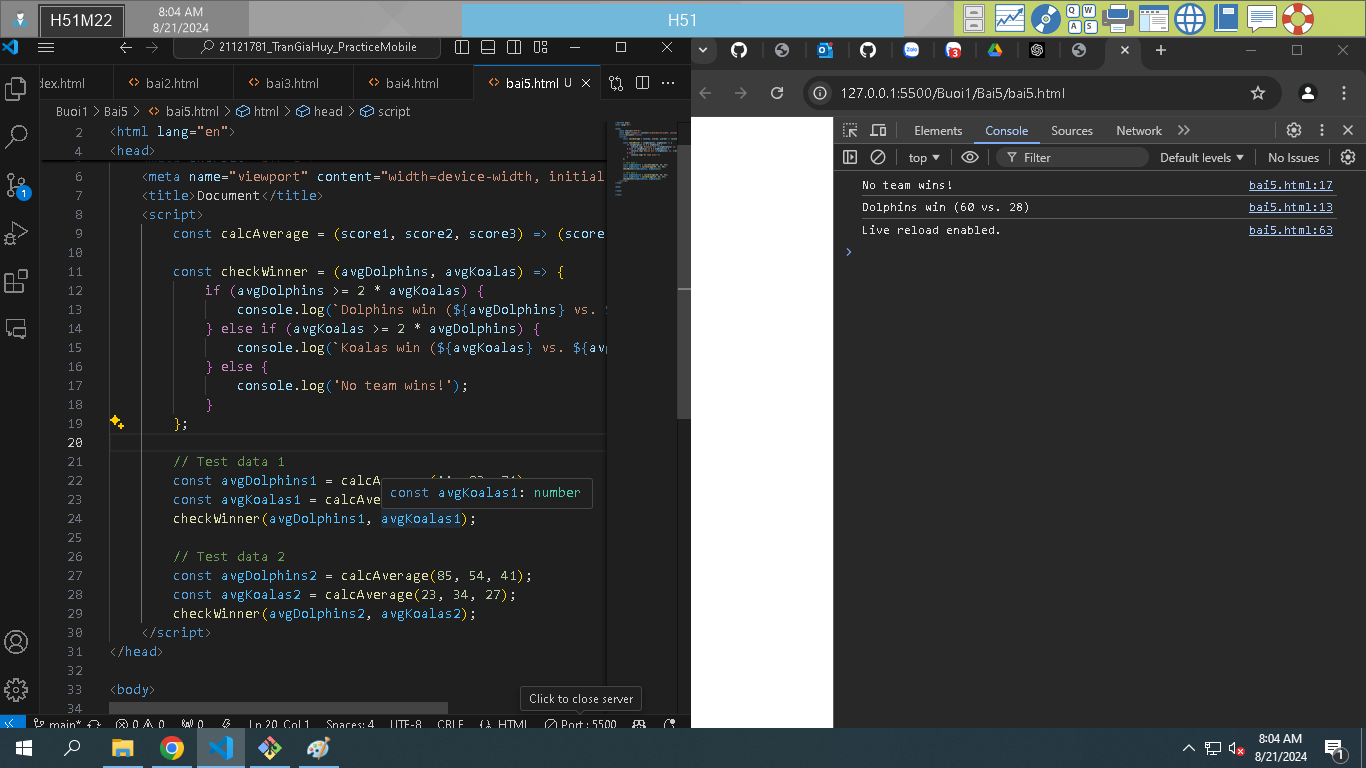 H51M22
8:04 AM
8/21/2024
H51
Q W
A S
21121781_TranGiaHuy_PracticeMobile
dex.html
bai2.html
bai3.html
bai4.html
bai5.html U
Buoi1 > Bai5 > bai5.html > html > head > script
2 <html lang="en">
4 <head>
6 <meta name="viewport" content="width=device-width, initial
7 <title>Document</title>
8 <script>
9 const calcAverage = (score1, score2, score3) => (score
10
11 const checkWinner = (avgDolphins, avgKoalas) => {
12 if (avgDolphins >= 2 * avgKoalas) {
13 console.log(`Dolphins win (${avgDolphins} vs. $
14 } else if (avgKoalas >= 2 * avgDolphins) {
15 console.log(`Koalas win (${avgKoalas} vs. ${av
16 } else {
17 console.log('No team wins!');
18 }
19 };
20
21 // Test data 1
22 const avgDolphins1 = calcA
23 const avgKoalas1 = calcAve
const avgKoalas1: number
24 checkWinner(avgDolphins1, avgKoalas1);
25
26 // Test data 2
27 const avgDolphins2 = calcAverage(85, 54, 41);
28 const avgKoalas2 = calcAverage(23, 34, 27);
29 checkWinner(avgDolphins2, avgKoalas2);
30 </script>
31 </head>
32
33 <body>
34
Click to close server
1
main*
0 0
0
Ln 20, Col 1
Spaces: 4
UTF-8
CRLF
{} HTML
Port : 5500
Zalo
3
127.0.0.1:5500/Buoi1/Bai5/bai5.html
Elements
Console
Sources
Network
top
Filter
Default levels
No Issues
No team wins! bai5.html:17
Dolphins win (60 vs. 28) bai5.html:13
Live reload enabled. bai5.html:63
8:04 AM
8/21/2024
1